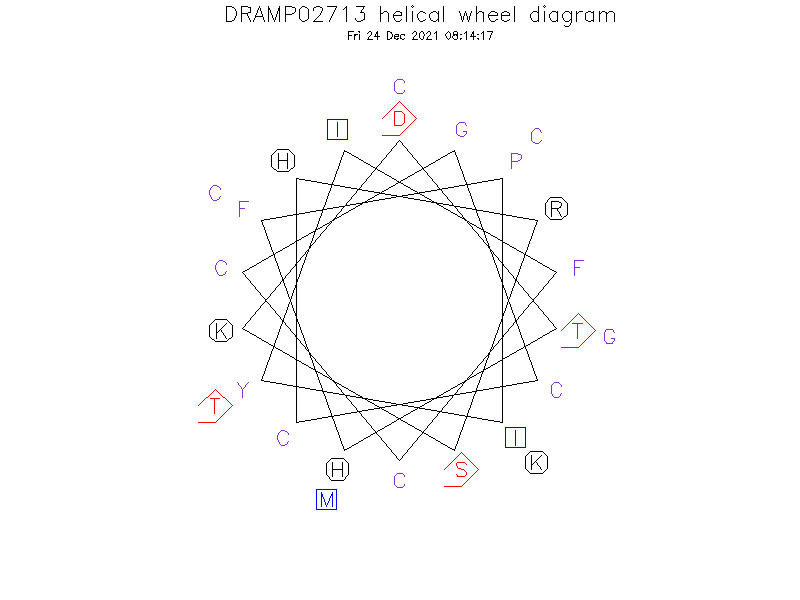 DRAMP02713 helical wheel diagram
Fri 24 Dec 2021 08:14:17
C
D
I
G
C
H
P
C
F
R
C
F
K
T
G
Y
C
T
C
I
H
S
K
C
M